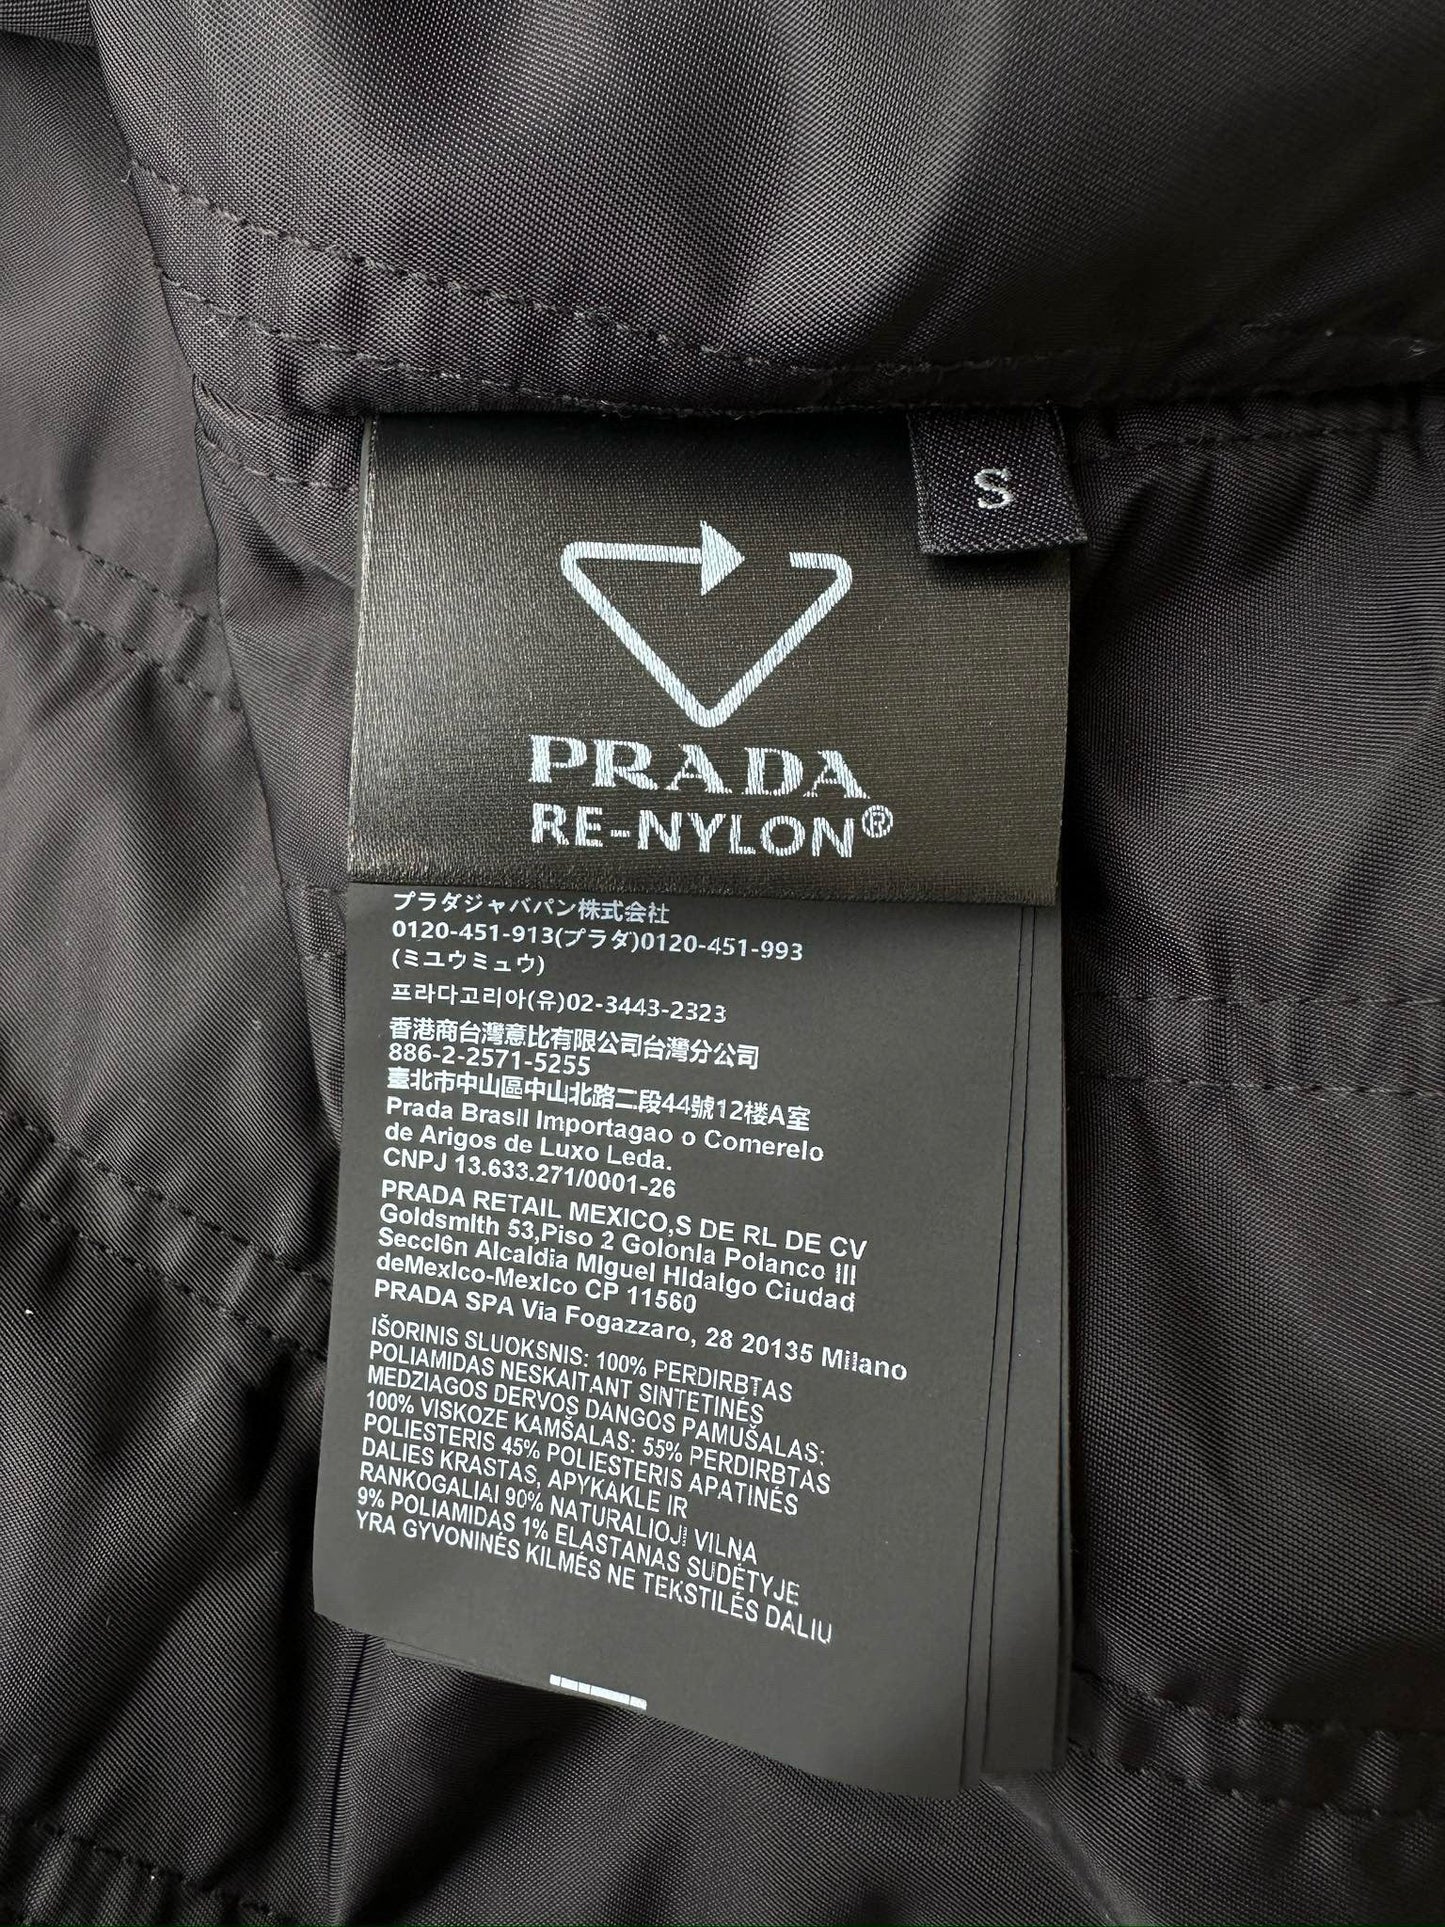 S
PRADA
RE-NYLON®
プラダジャバパン株式会社
0120-451-913(プラダ)0120-451-993
(ミユウミュウ)
프라다고리아(유)02-3443-2323
香港商台灣意比有限公司台灣分公司
886-2-2571-5255
臺北市中山區中山北路二段44號12楼A室
Prada Brasil Importagao o Comerelo
de Arigos de Luxo Leda.
CNPJ 13.633.271/0001-26
PRADA RETAIL MEXICO,S DE RL DE CV
Goldsmlth 53,Piso 2 Golonla Polanco III
Seccl6n Alcaldia Mlguel Hldalgo Ciudad
deMexlco-Mexlco CP 11560
PRADA SPA Via Fogazzaro, 28 20135 Milano
IŠORINIS SLUOKSNIS: 100% PERDIRBTAS
POLIAMIDAS NESKAITANT SINTETINĖS
MEDZIAGOS DERVOS DANGOS PAMUŠALAS:
100% VISKOZE KAMŠALAS: 55% PERDIRBTAS
POLIESTERIS 45% POLIESTERIS APATINĖS
DALIES KRASTAS, APYKAKLE IR
RANKOGALIAI 90% NATURALIOJI VILNA
9% POLIAMIDAS 1% ELASTANAS SUDĖTYJE
YRA GYVONINĖS KILMĖS NE TEKSTILĖS DALIU